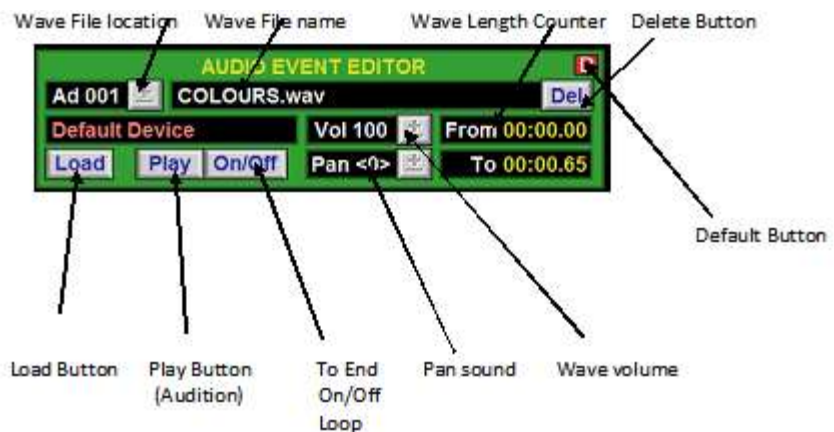 Wave File location Wave File name Wave Length Counter Delete Button
AUDIO EVENT EDITOR D
Ad 001 COLOURS.wav Del
Default Device Vol 100 From 00:00.00
Load Play On/Off Pan <0> To 00:00.65
Default Button
Load Button Play Button To End Pan sound Wave volume
(Audition) On/Off
Loop